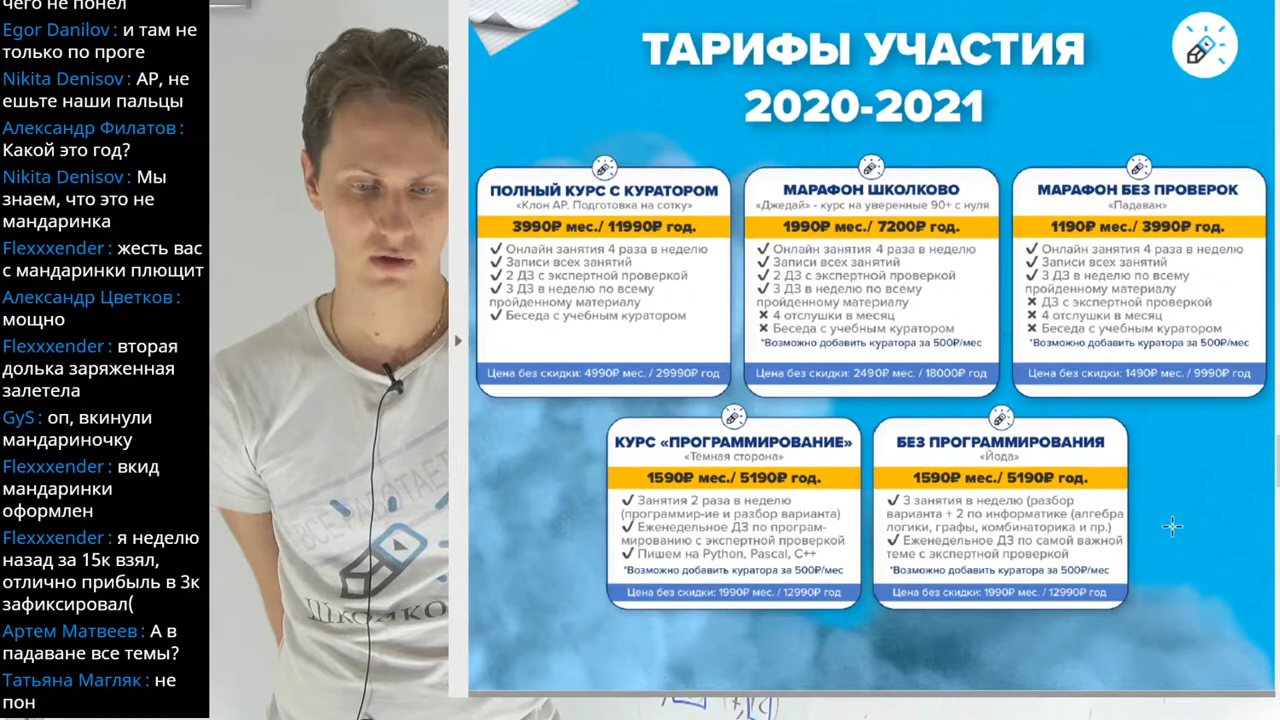 чего не понел
Egor Danilov : и там не
только по проге
Nikita Denisov : АР, не
ешьте наши пальцы
Александр Филатов :
Какой это год?
Nikita Denisov : Мы
знаем, что это не
мандаринка
Flexxxender : жесть вас
с мандаринки плющит
Александр Цветков :
мощно
Flexxxender : вторая
долька заряженная
залетела
GyS : оп, вкинули
мандариночку
Flexxxender : вкид
мандаринки
оформлен
Flexxxender : я неделю
назад за 15к взял,
отлично прибыль в 3к
зафиксировал(
Артем Матвеев : А в
падаване все темы?
Татьяна Магляк : не
пон
ВСЕ РАБОТАЕТ
ШКОЛКО
ТАРИФЫ УЧАСТИЯ
2020-2021
ПОЛНЫЙ КУРС С КУРАТОРОМ
«Клон АР. Подготовка на сотку»
3990₽ мес./ 11990₽ год.
✓ Онлайн занятия 4 раза в неделю
✓ Записи всех занятий
✓ 2 ДЗ с экспертной проверкой
✓ 3 ДЗ в неделю по всему
пройденному материалу
✓ Беседа с учебным куратором
Цена без скидки: 4990₽ мес. / 29990₽ год
МАРАФОН ШКОЛКОВО
«Джедай» - курс на уверенные 90+ с нуля
1990₽ мес./ 7200₽ год.
✓ Онлайн занятия 4 раза в неделю
✓ Записи всех занятий
✓ 2 ДЗ с экспертной проверкой
✓ 3 ДЗ в неделю по всему
пройденному материалу
✕ 4 отслушки в месяц
✕ Беседа с учебным куратором
*Возможно добавить куратора за 500₽/мес
Цена без скидки: 2490₽ мес. / 18000₽ год
МАРАФОН БЕЗ ПРОВЕРОК
«Падаван»
1190₽ мес./ 3990₽ год.
✓ Онлайн занятия 4 раза в неделю
✓ Записи всех занятий
✓ 3 ДЗ в неделю по всему
пройденному материалу
✕ ДЗ с экспертной проверкой
✕ 4 отслушки в месяц
✕ Беседа с учебным куратором
*Возможно добавить куратора за 500₽/мес
Цена без скидки: 1490₽ мес. / 9990₽ год
КУРС «ПРОГРАММИРОВАНИЕ»
«Тёмная сторона»
1590₽ мес./ 5190₽ год.
✓ Занятия 2 раза в неделю
(программир-ие и разбор варианта)
✓ Еженедельное ДЗ по програм-
мированию с экспертной проверкой
✓ Пишем на Python, Pascal, C++
*Возможно добавить куратора за 500₽/мес
Цена без скидки: 1990₽ мес. / 12990₽ год
БЕЗ ПРОГРАММИРОВАНИЯ
«Йода»
1590₽ мес./ 5190₽ год.
✓ 3 занятия в неделю (разбор
варианта + 2 по информатике (алгебра
логики, графы, комбинаторика и пр.)
✓ Еженедельное ДЗ по самой важной
теме с экспертной проверкой
*Возможно добавить куратора за 500₽/мес
Цена без скидки: 1990₽ мес. / 12990₽ год